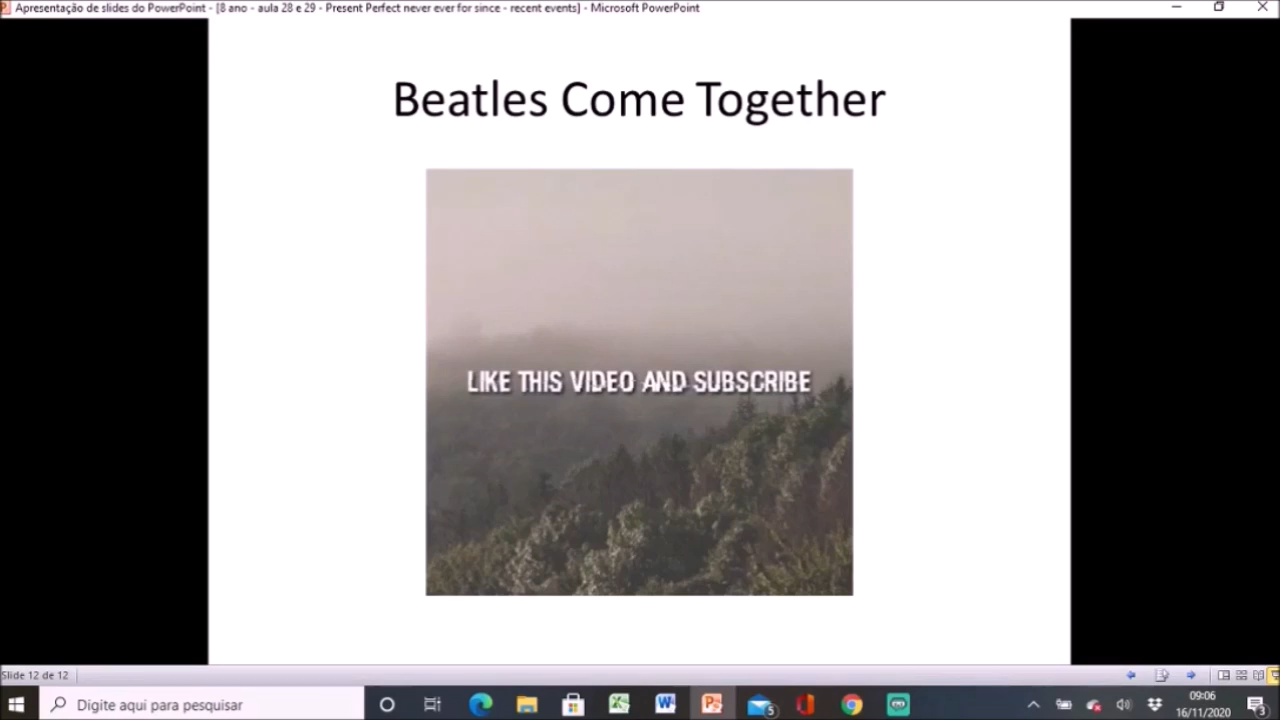 Apresentação de slides do PowerPoint - [8 ano - aula 28 e 29 - Present Perfect never ever for since - recent events] - Microsoft PowerPoint
Beatles Come Together
LIKE THIS VIDEO AND SUBSCRIBE
Slide 12 de 12
Digite aqui para pesquisar
5
09:06
16/11/2020
3